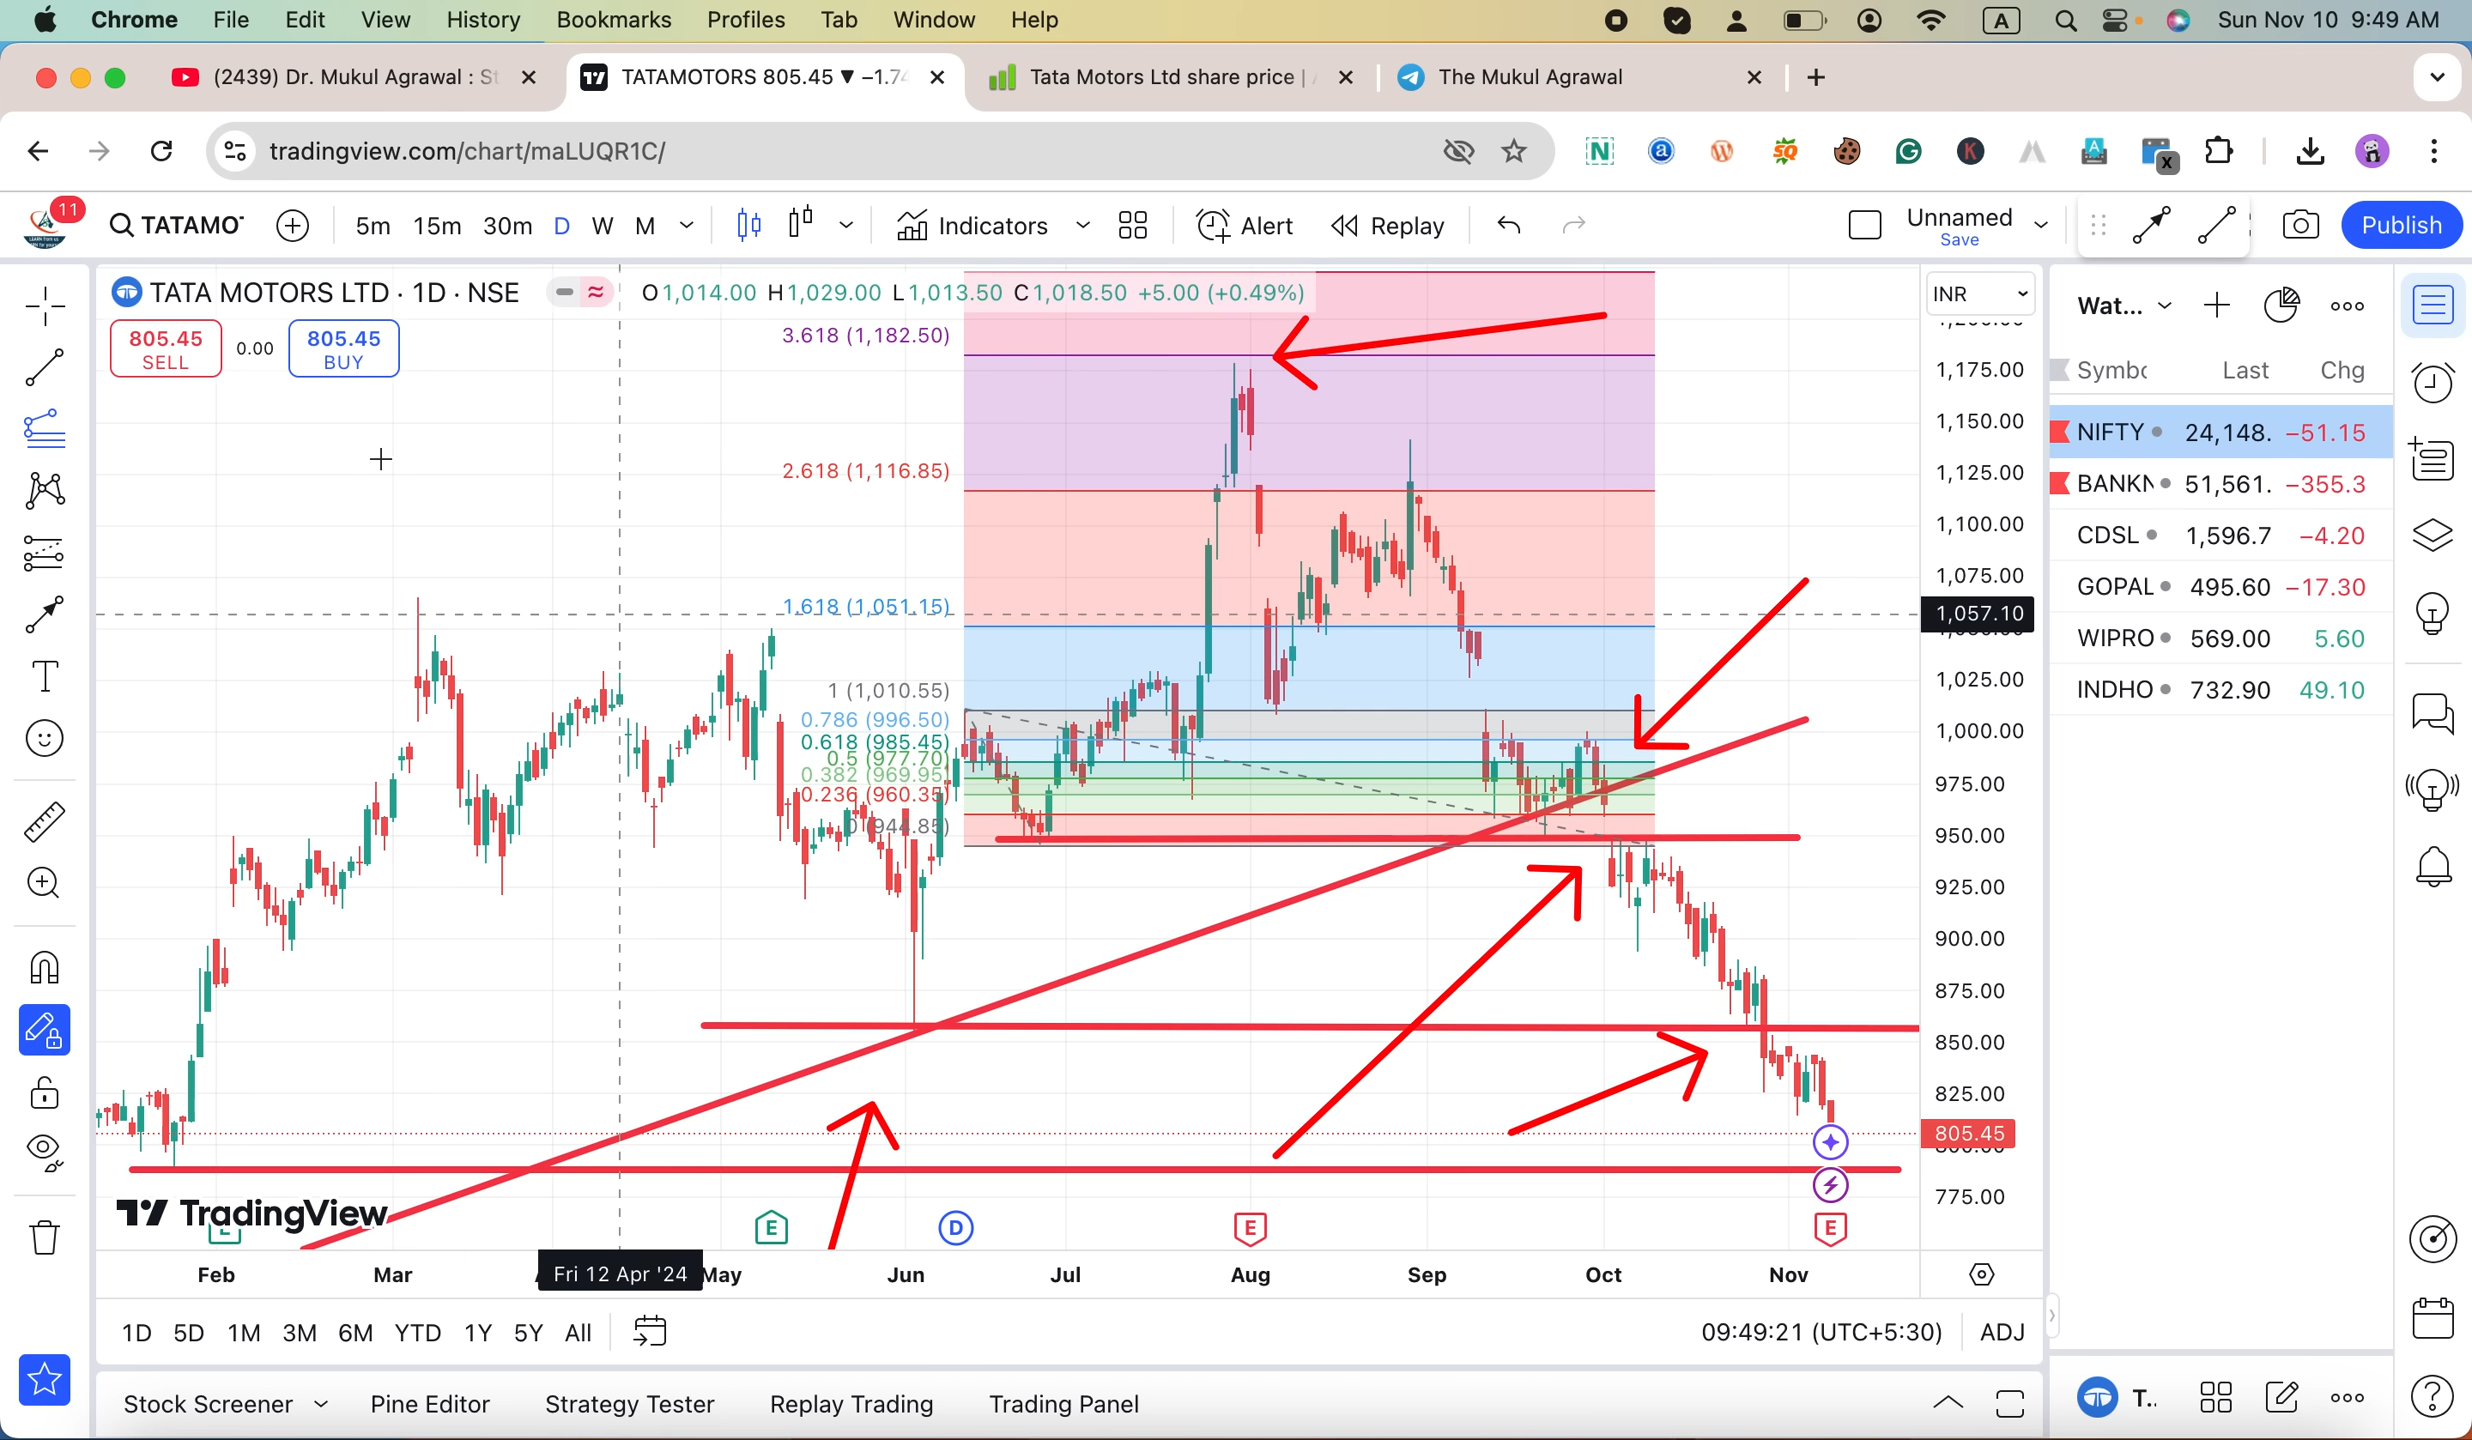 Chrome File Edit View History Bookmarks Profiles Tab Window Help A Sun Nov 10 9:49 AM
(2439) Dr. Mukul Agrawal : St TATAMOTORS 805.45 ▼ −1.74 Tata Motors Ltd share price | The Mukul Agrawal
tradingview.com/chart/maLUQR1C/
11 TATAMOT 5m 15m 30m D W M Indicators Alert Replay Unnamed Publish
Save
TATA MOTORS LTD · 1D · NSE O1,014.00 H1,029.00 L1,013.50 C1,018.50 +5.00 (+0.49%) INR
805.45 SELL 0.00 805.45 BUY
3.618 (1,182.50)
2.618 (1,116.85)
1.618 (1,051.15)
1 (1,010.55)
0.786 (996.50)
0.618 (985.45)
0.5 (977.70)
0.382 (969.95)
0.236 (960.35)
0 (944.85)
1,175.00
1,150.00
1,125.00
1,100.00
1,075.00
1,057.10
1,025.00
1,000.00
975.00
950.00
925.00
900.00
875.00
850.00
825.00
805.45
775.00
Wat...
Symbo Last Chg
NIFTY 24,148. −51.15
BANKN 51,561. −355.3
CDSL 1,596.7 −4.20
GOPAL 495.60 −17.30
WIPRO 569.00 5.60
INDHO 732.90 49.10
TradingView
E D E E
Feb Mar Fri 12 Apr '24 May Jun Jul Aug Sep Oct Nov
1D 5D 1M 3M 6M YTD 1Y 5Y All 09:49:21 (UTC+5:30) ADJ
Stock Screener Pine Editor Strategy Tester Replay Trading Trading Panel T..